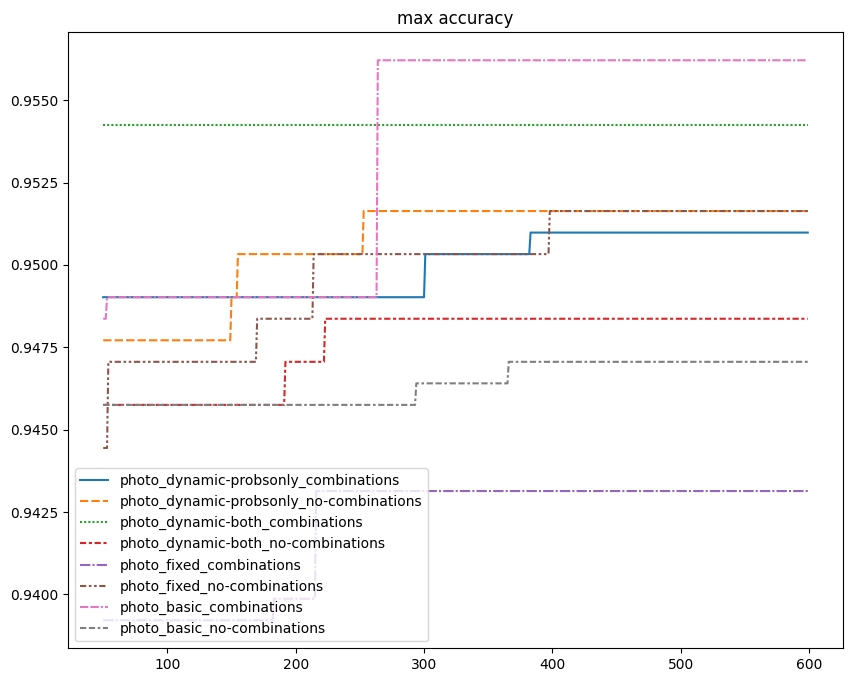 max accuracy
0.9550
0.9525
0.9500
0.9475
0.9450
0.9425
0.9400
photo_dynamic-probsonly_combinations
photo_dynamic-probsonly_no-combinations
photo_dynamic-both_combinations
photo_dynamic-both_no-combinations
photo_fixed_combinations
photo_fixed_no-combinations
photo_basic_combinations
photo_basic_no-combinations
100 200 300 400 500 600